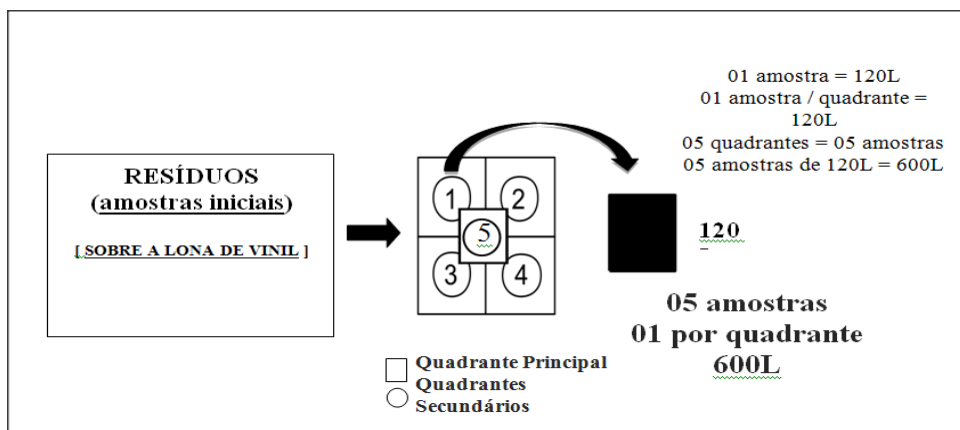 RESÍDUOS
(amostras iniciais)
[ SOBRE A LONA DE VINIL ]
1
2
5
3
4
Quadrante Principal
Quadrantes
Secundários
01 amostra = 120L
01 amostra / quadrante =
120L
05 quadrantes = 05 amostras
05 amostras de 120L = 600L
120
05 amostras
01 por quadrante
600L